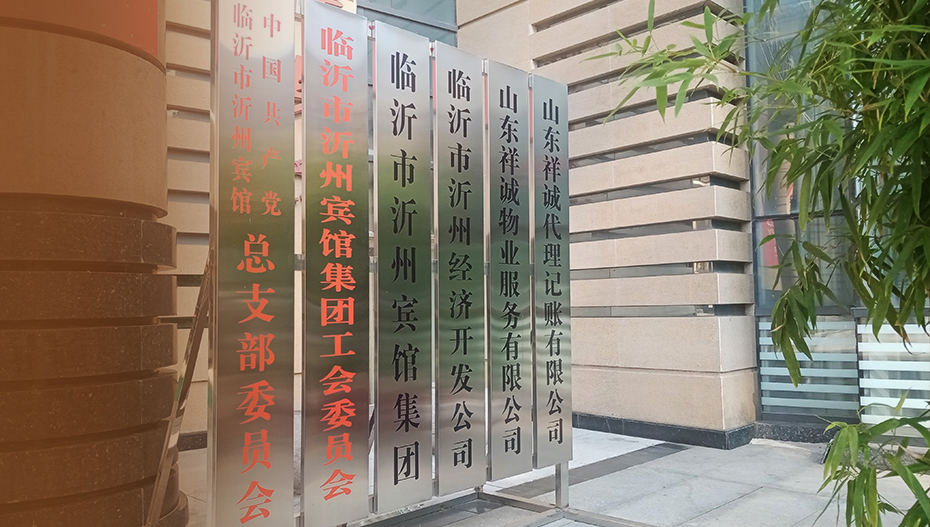 中国共产党
临沂市沂州宾馆
总支部委员会
临沂市沂州宾馆集团工会委员会
临沂市沂州宾馆集团
临沂市沂州经济开发公司
山东祥诚物业服务有限公司
山东祥诚代理记账有限公司